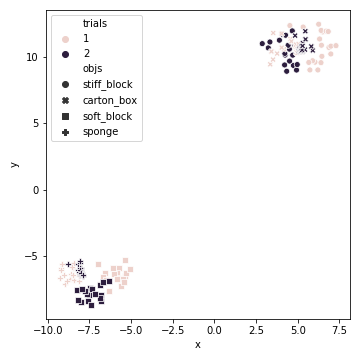 trials
1
2
objs
stiff_block
carton_box
soft_block
sponge
10
5
0
−5
y
−10.0 −7.5 −5.0 −2.5 0.0 2.5 5.0 7.5
x